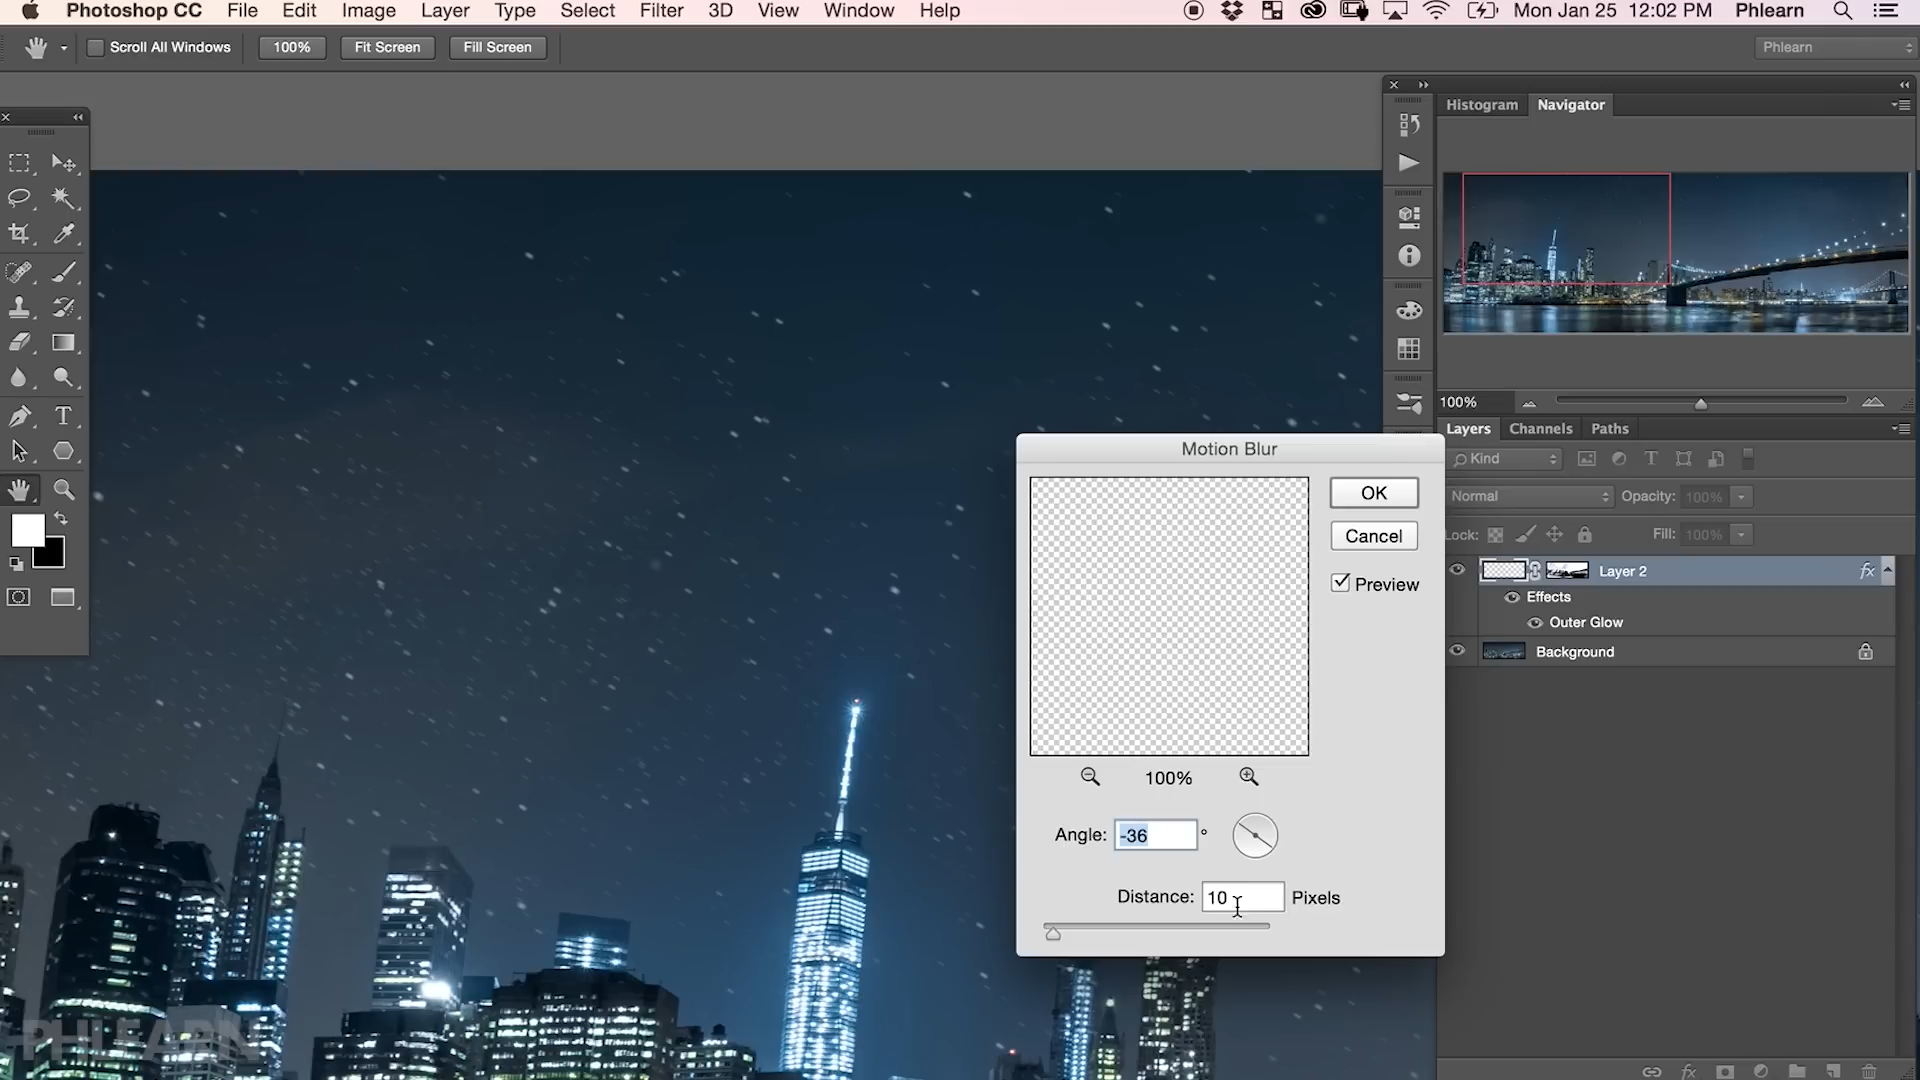 Photoshop CC File Edit Image Layer Type Select Filter 3D View Window Help Mon Jan 25 12:02 PM Phlearn
Scroll All Windows 100% Fit Screen Fill Screen Phlearn
Histogram Navigator
100%
Layers Channels Paths
Kind
Normal Opacity: 100%
Lock: Fill: 100%
Layer 2 fx
Effects
Outer Glow
Background
Motion Blur
OK
Cancel
Preview
100%
Angle: -36 °
Distance: 10 Pixels
PHLEARN